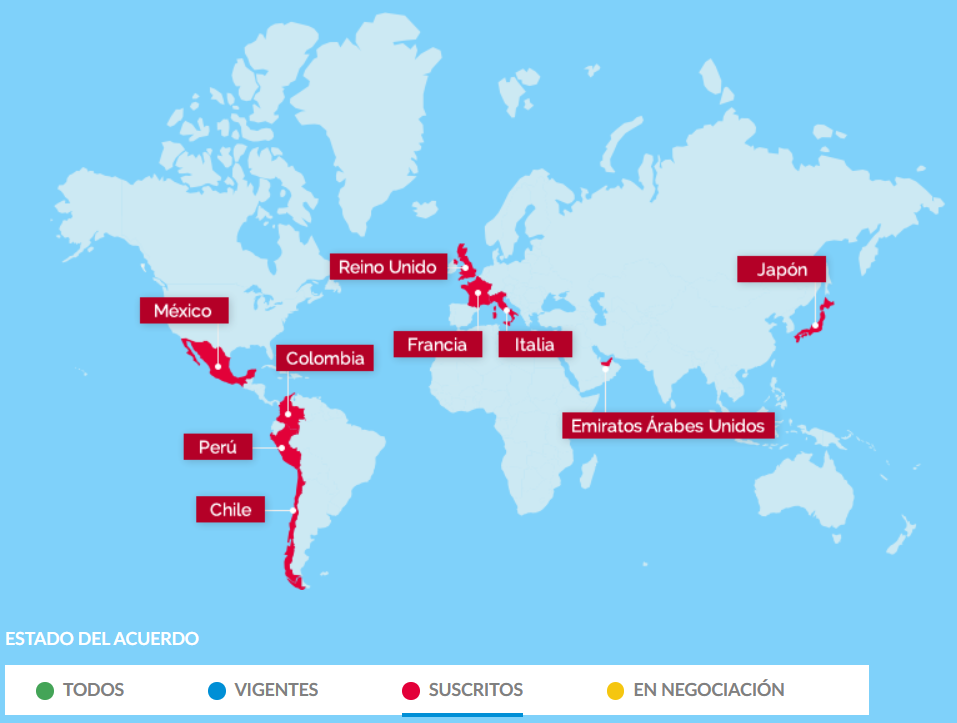 Reino Unido
Japón
México
Francia
Italia
Colombia
Emiratos Árabes Unidos
Perú
Chile
ESTADO DEL ACUERDO
TODOS
VIGENTES
SUSCRITOS
EN NEGOCIACIÓN